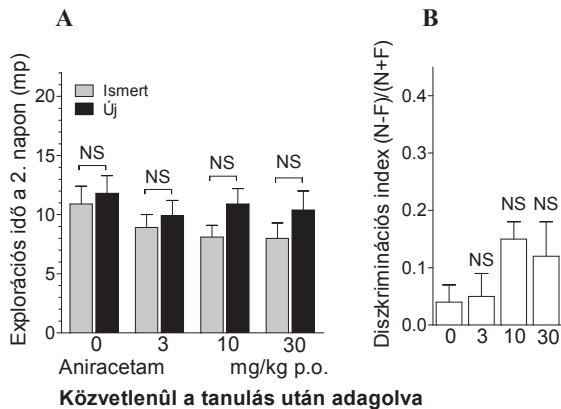 A
Explorációs idő a 2. napon (mp)
20
15
10
5
0
Ismert
Új
NS
NS
NS
NS
0
3
10
30
Aniracetam
mg/kg p.o.
Közvetlenûl a tanulás után adagolva
B
Diszkriminációs index (N-F)/(N+F)
0.4
0.3
0.2
0.1
0.0
NS
NS
NS
0
3
10
30